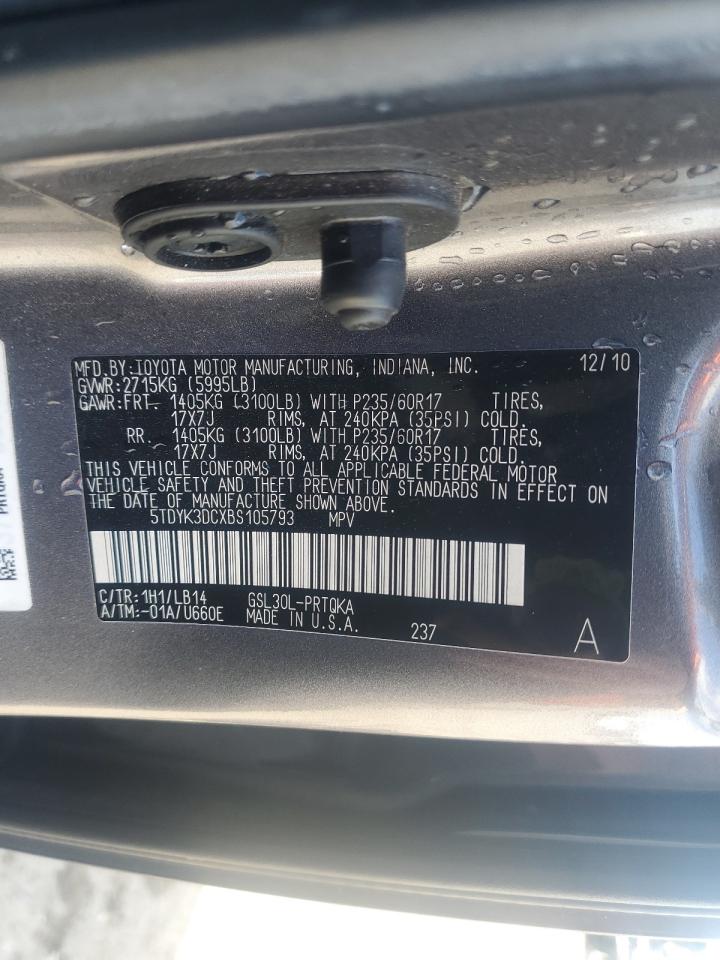 MFD.BY:TOYOTA MOTOR MANUFACTURING, INDIANA, INC. 12/10
GVWR:2715KG (5995LB)
GAWR:FRT. 1405KG (3100LB) WITH P235/60R17 TIRES,
17X7J RIMS, AT 240KPA (35PSI) COLD.
RR. 1405KG (3100LB) WITH P235/60R17 TIRES,
17X7J RIMS, AT 240KPA (35PSI) COLD.
THIS VEHICLE CONFORMS TO ALL APPLICABLE FEDERAL MOTOR
VEHICLE SAFETY AND THEFT PREVENTION STANDARDS IN EFFECT ON
THE DATE OF MANUFACTURE SHOWN ABOVE.
5TDYK3DCXBS105793 MPV
C/TR:1H1/LB14 GSL30L-PRTQKA
A/TM:-01A/U660E MADE IN U.S.A. 237 A
PRTQKA